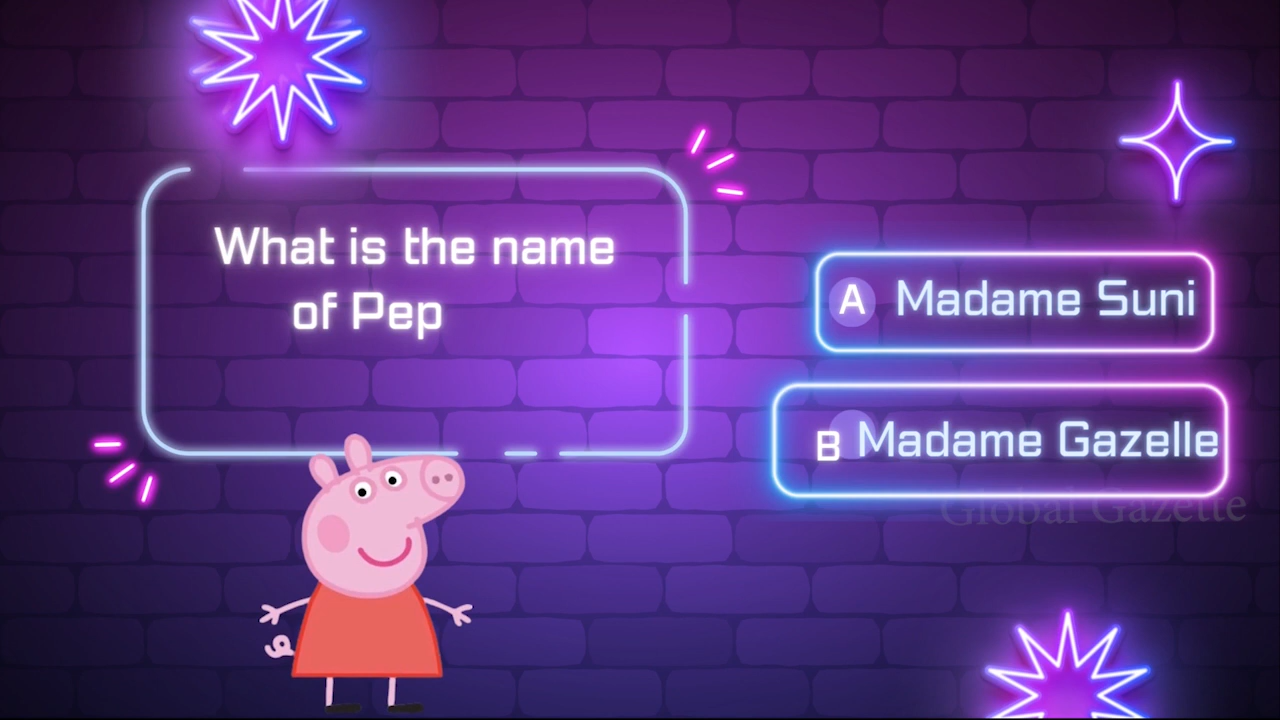 What is the name
of Pep
A Madame Suni
B Madame Gazelle
Global Gazette